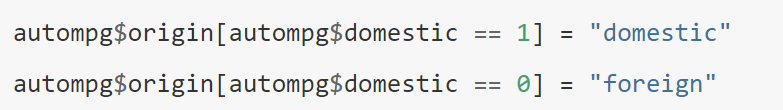 autompg$origin[autompg$domestic == 1] = "domestic"
autompg$origin[autompg$domestic == 0] = "foreign"